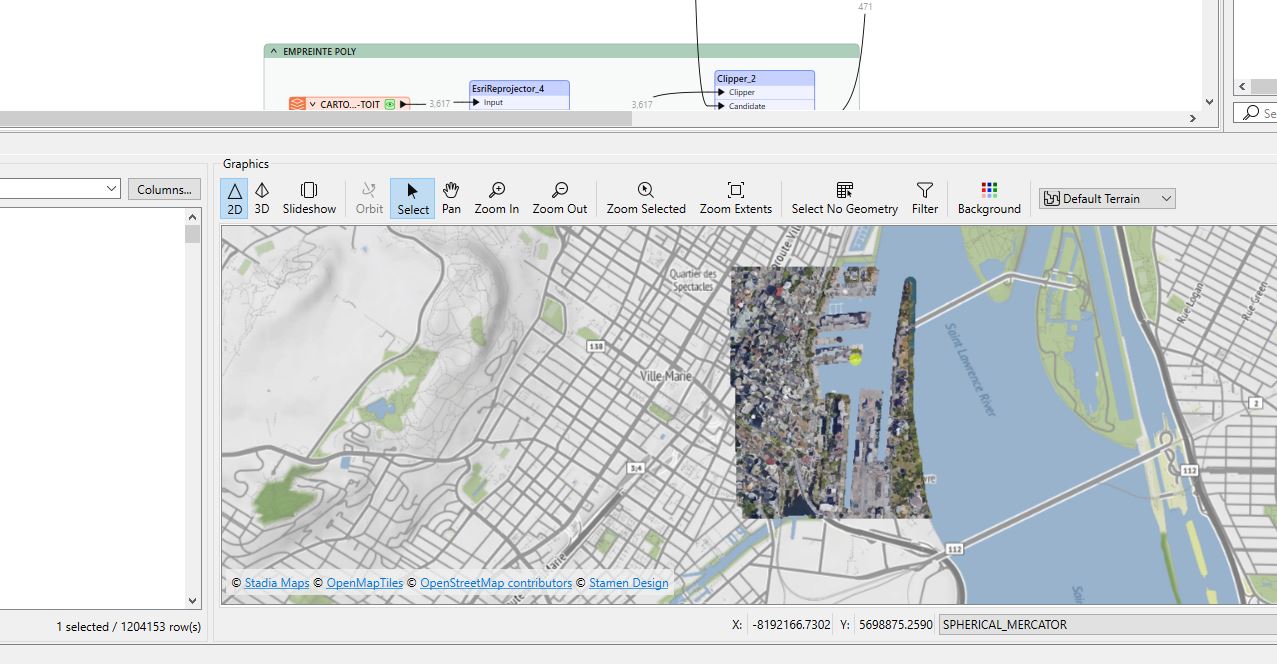 471
EMPREINTE POLY
EsriReprojector_4
Input
CARTO...-TOIT
3,617
3,617
Clipper_2
Clipper
Candidate
Se
Columns...
Graphics
2D
3D
Slideshow
Orbit
Select
Pan
Zoom In
Zoom Out
Zoom Selected
Zoom Extents
Select No Geometry
Filter
Background
Default Terrain
Quartier des
Spectacles
138
Ville-Marie
Saint Lawrence River
Rue Logan
Rue Green
2
3;4
112
112
© Stadia Maps © OpenMapTiles © OpenStreetMap contributors © Stamen Design
1 selected / 1204153 row(s)
X: -8192166.7302 Y: 5698875.2590 SPHERICAL_MERCATOR